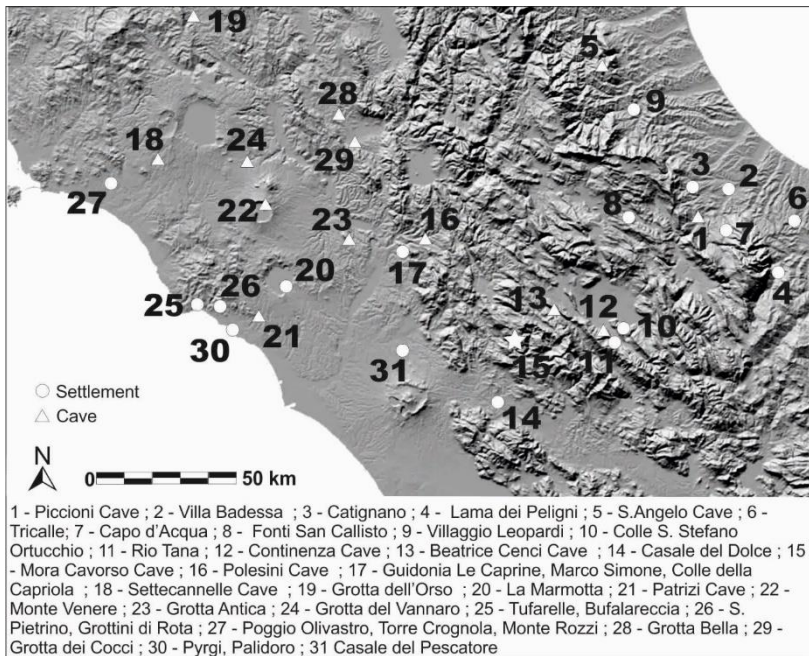 19
5
28
9
18
24
29
3
2
27
22
8
6
23
16
1
7
17
20
4
25
26
13
12
10
21
30
15
11
31
14
Settlement
Cave
N
0
50 km
1 - Piccioni Cave ; 2 - Villa Badessa ; 3 - Catignano ; 4 - Lama dei Peligni ; 5 - S.Angelo Cave ; 6 -
Tricalle; 7 - Capo d'Acqua ; 8 - Fonti San Callisto ; 9 - Villaggio Leopardi ; 10 - Colle S. Stefano
Ortucchio ; 11 - Rio Tana ; 12 - Continenza Cave ; 13 - Beatrice Cenci Cave ; 14 - Casale del Dolce; 15
- Mora Cavorso Cave ; 16 - Polesini Cave ; 17 - Guidonia Le Caprine, Marco Simone, Colle della
Capriola ; 18 - Settecannelle Cave ; 19 - Grotta dell'Orso ; 20 - La Marmotta ; 21 - Patrizi Cave ; 22 -
Monte Venere ; 23 - Grotta Antica ; 24 - Grotta del Vannaro ; 25 - Tufarelle, Bufalareccia ; 26 - S.
Pietrino, Grottini di Rota ; 27 - Poggio Olivastro, Torre Crognola, Monte Rozzi ; 28 - Grotta Bella ; 29 -
Grotta dei Cocci ; 30 - Pyrgi, Palidoro ; 31 Casale del Pescatore